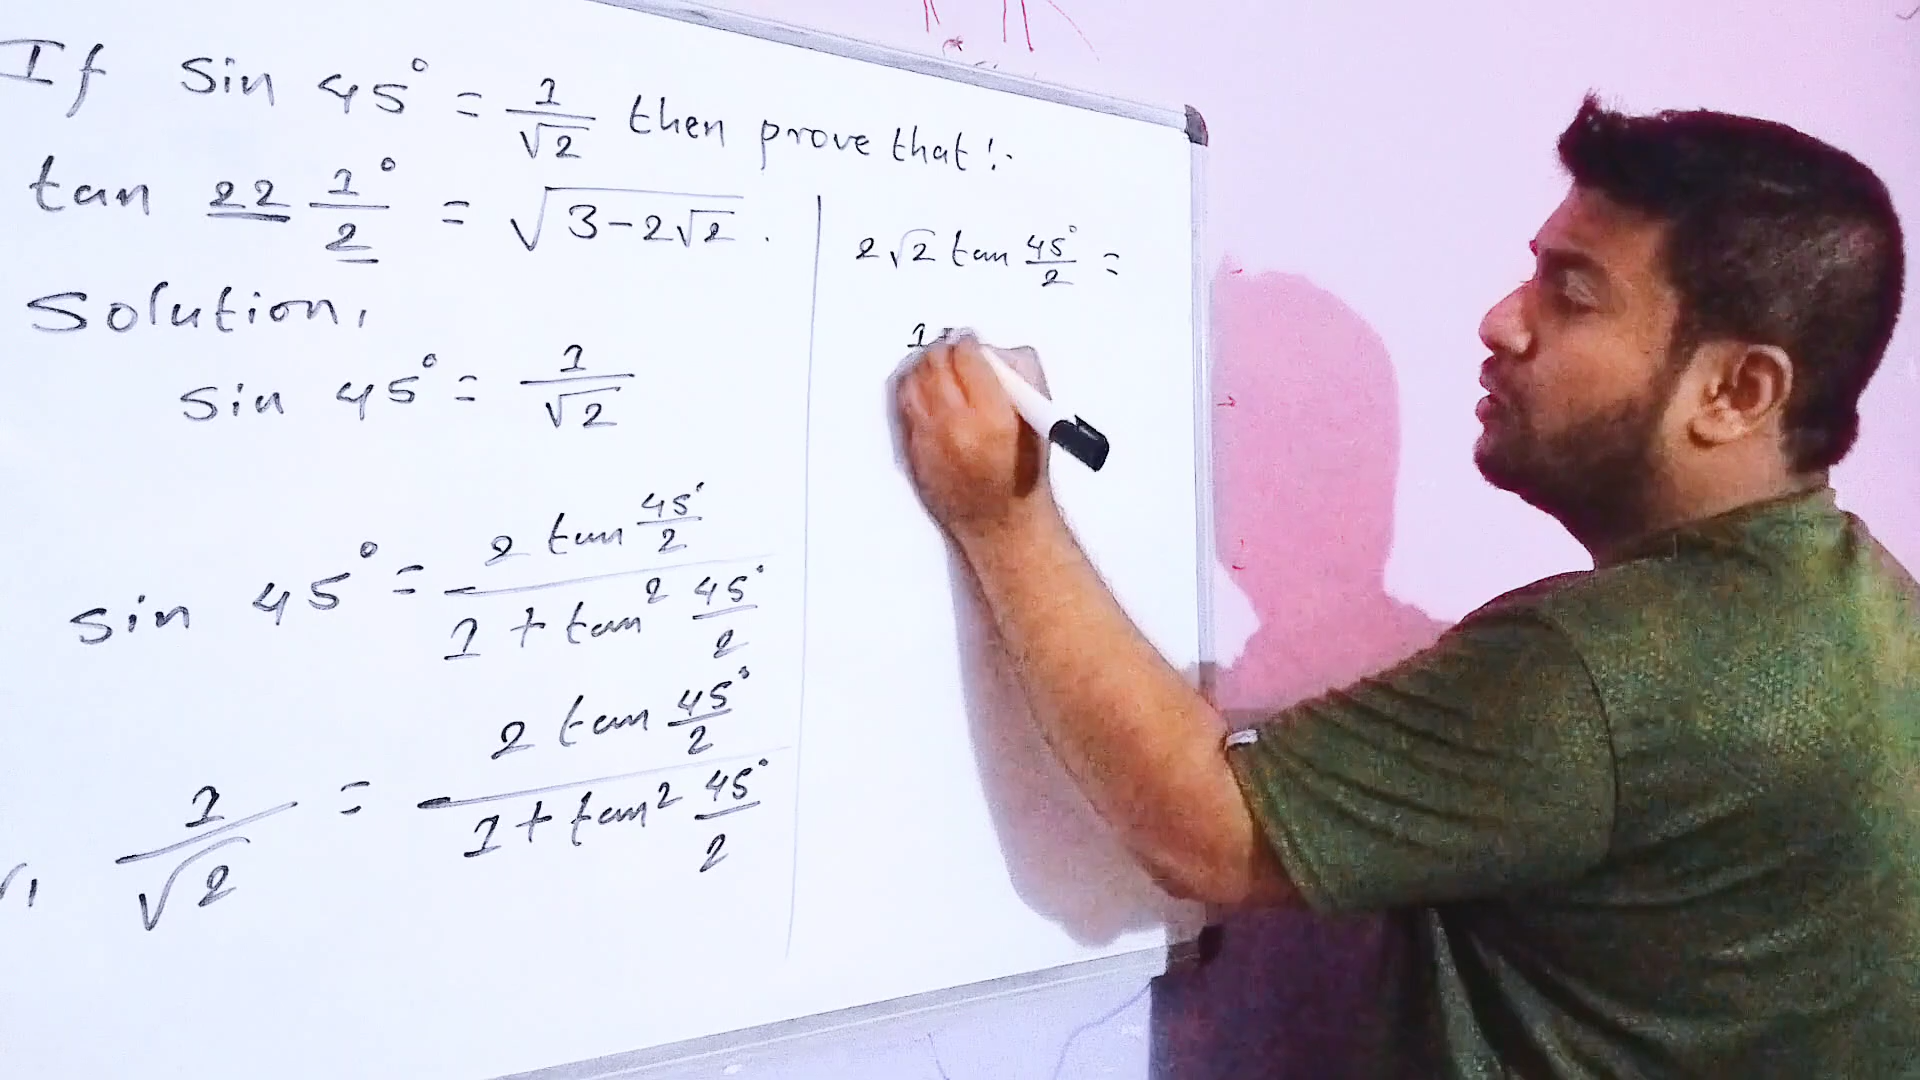 If sin 45° = 1/√2 then prove that :-
tan 22 1/2° = √(3-2√2).
Solution,
sin 45° = 1/√2
sin 45° = (2 tan 45°/2)/(1 + tan² 45°/2)
1/√2 = (2 tan 45°/2)/(1 + tan² 45°/2)
2√2 tan 45°/2 =
1+